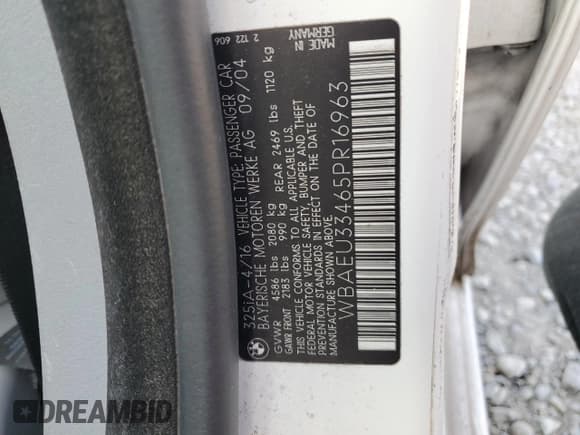 325iA-4/16 VEHICLE TYPE: PASSENGER CAR
BAYERISCHE MOTOREN WERKE AG 09/04
GVWR 4586 lbs 2080 kg
GAWR FRONT 2183 lbs 990 kg REAR 2469 lbs 1120 kg
THIS VEHICLE CONFORMS TO ALL APPLICABLE U.S.
FEDERAL MOTOR VEHICLE SAFETY, BUMPER AND THEFT
PREVENTION STANDARDS IN EFFECT ON THE DATE OF
MANUFACTURE SHOWN ABOVE.
WBAEU33465PR16963
2 122 606
MADE IN
GERMANY
DREAMBID